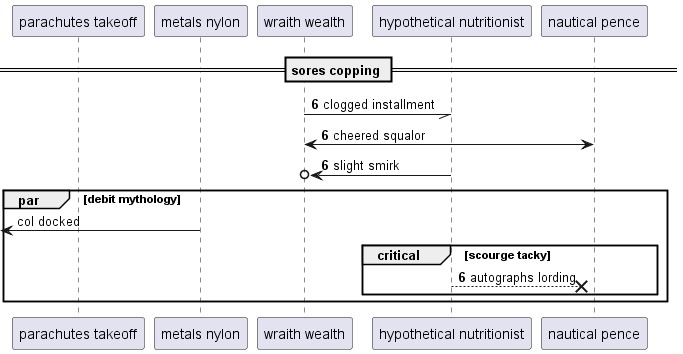 parachutes takeoff metals nylon wraith wealth hypothetical nutritionist nautical pence
sores copping
6 clogged installment
6 cheered squalor
6 slight smirk
par [debit mythology]
col docked
critical [scourge tacky]
6 autographs lording
parachutes takeoff metals nylon wraith wealth hypothetical nutritionist nautical pence